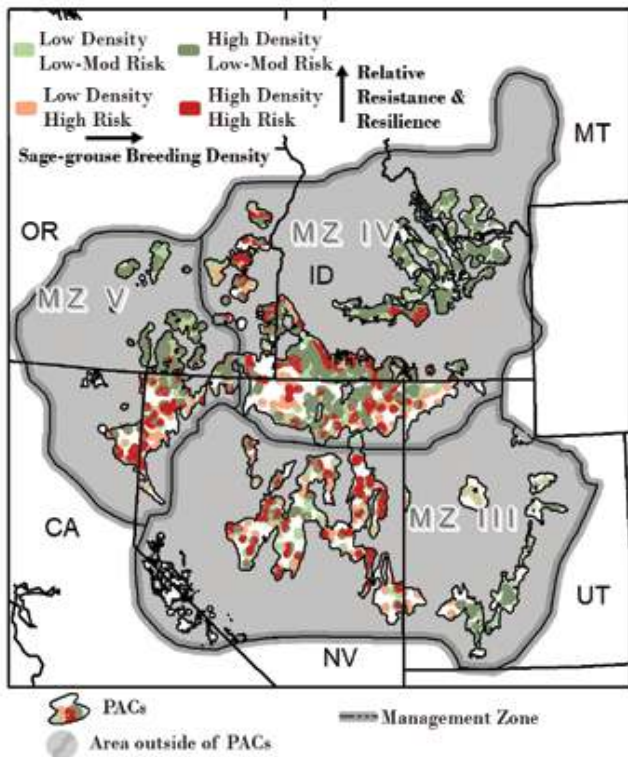 Low Density
Low-Mod Risk
High Density
Low-Mod Risk
Low Density
High Risk
High Density
High Risk
Relative
Resistance &
Resilience
Sage-grouse Breeding Density
MT
OR
MZ IV
ID
MZ V
MZ III
CA
UT
NV
PACs
Management Zone
Area outside of PACs